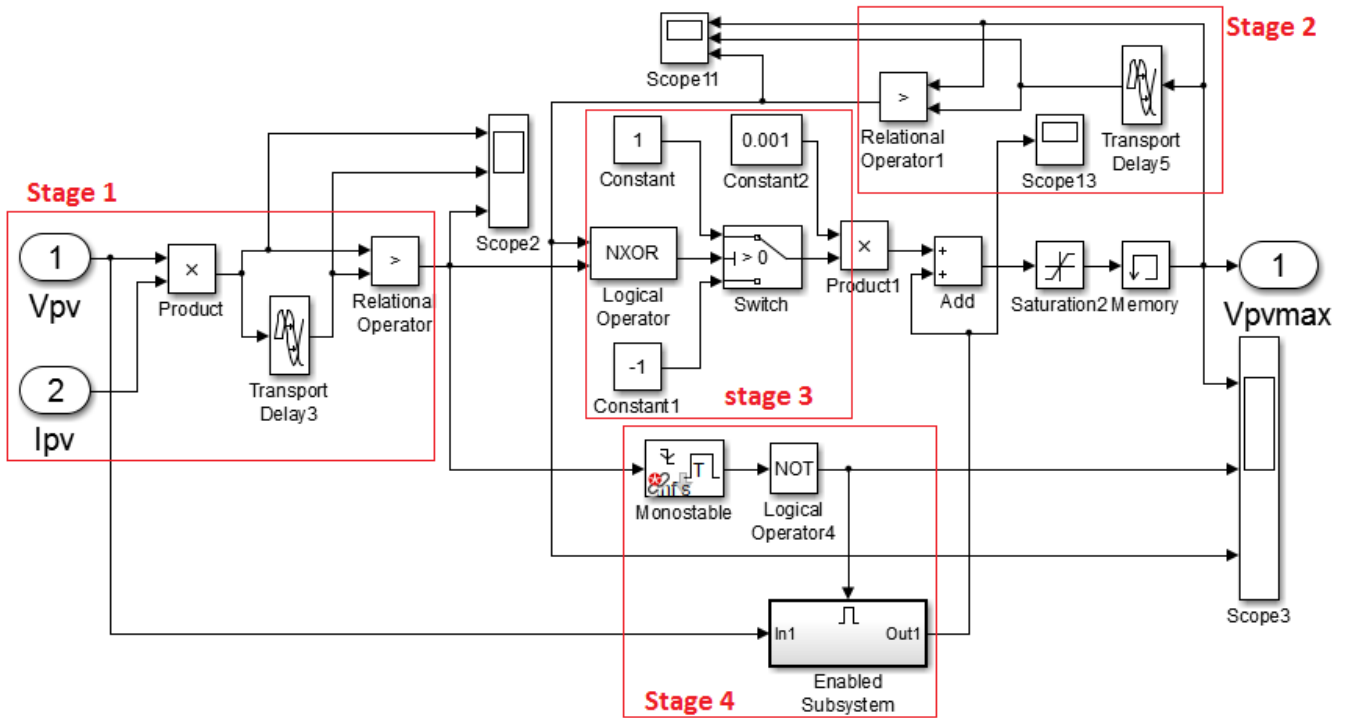 Stage 2
Scope11
>
Relational
Operator1
Transport
Delay5
Scope13
Stage 1
1
Vpv
2
Ipv
×
Product
Transport
Delay3
>
Relational
Operator
Scope2
1
Constant
0.001
Constant2
NXOR
Logical
Operator
> 0
Switch
-1
Constant1
stage 3
×
Product1
+
+
Add
Saturation2
Memory
1
Vpvmax
Scope3
T
Monostable
NOT
Logical
Operator4
In1
Out1
Enabled
Subsystem
Stage 4